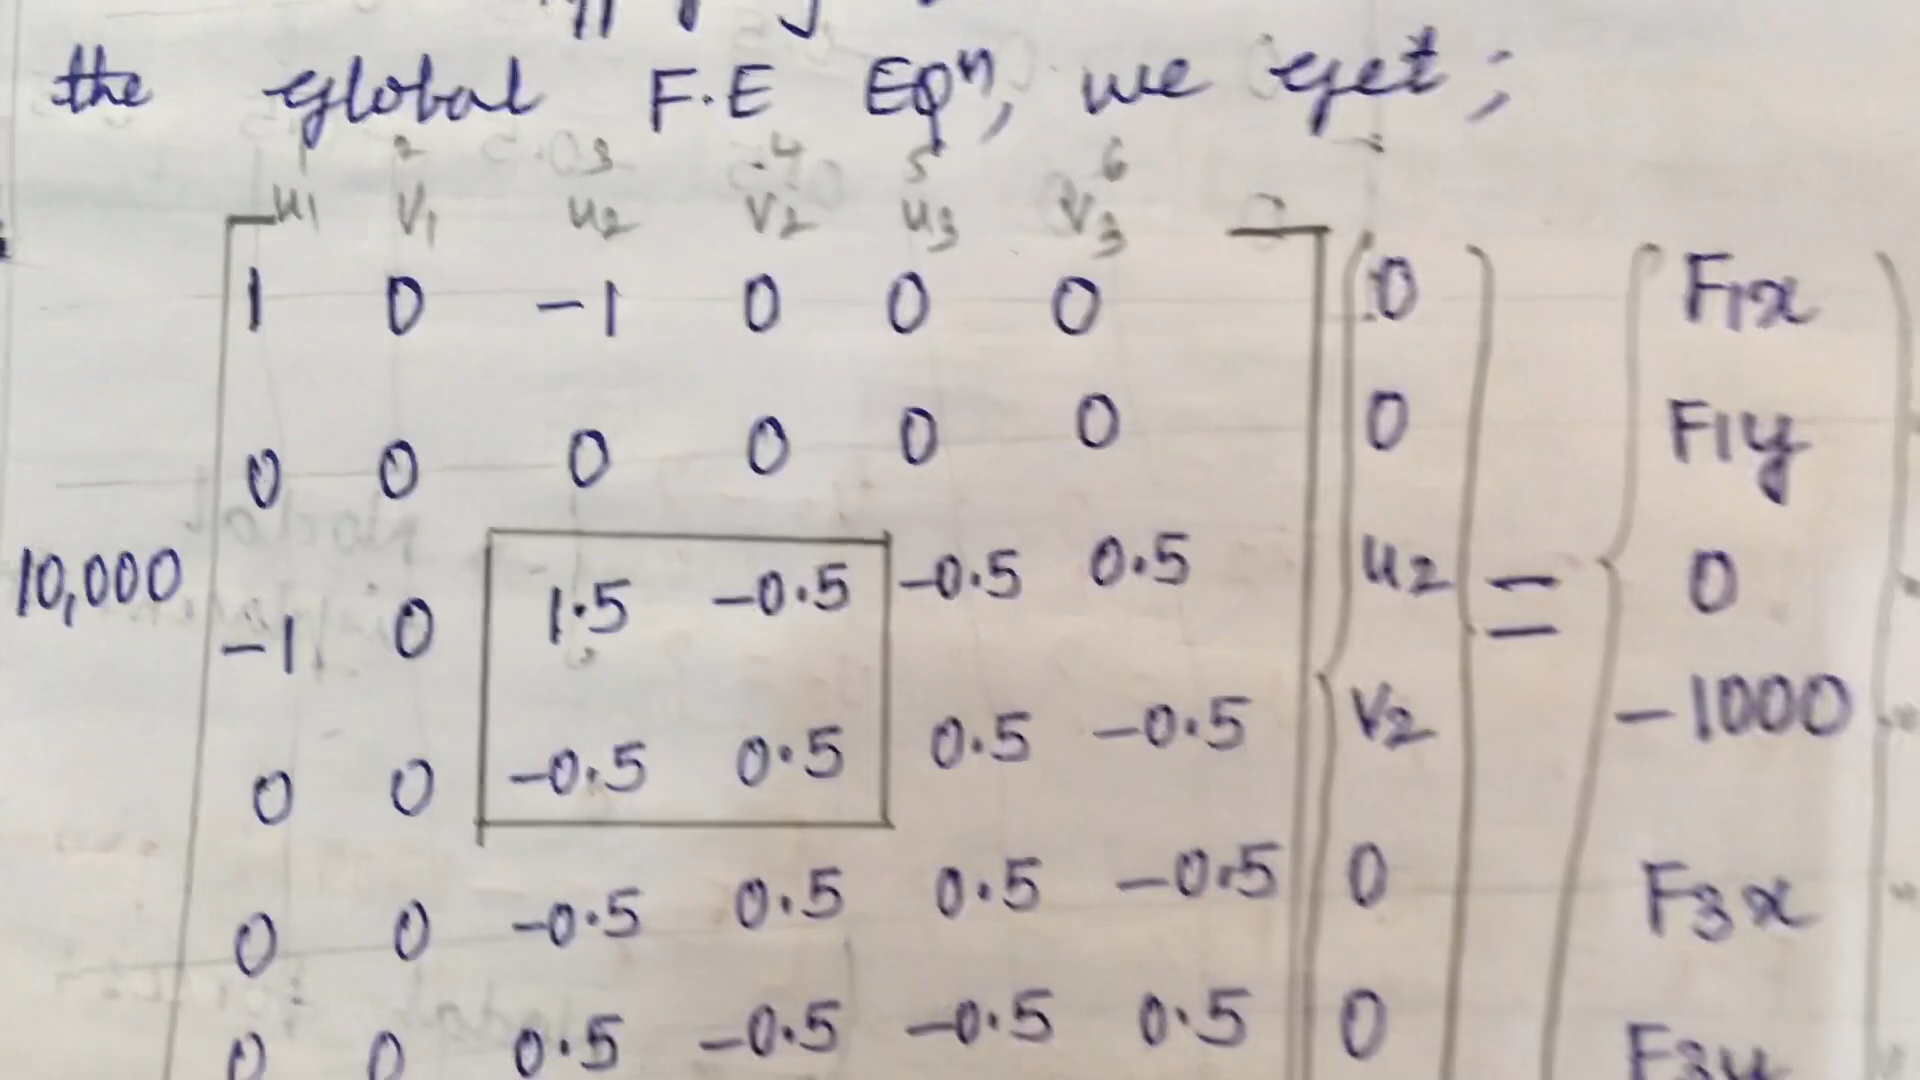 the global F.E Eqⁿ, we get;
1 2 3 4 5 6
u1 v1 u2 v2 u3 v3
1 0 -1 0 0 0 0 F1x
0 0 0 0 0 0 0 F1y
10,000 -1 0 1.5 -0.5 -0.5 0.5 u2 = 0
0 0 -0.5 0.5 0.5 -0.5 v2 -1000
0 0 -0.5 0.5 0.5 -0.5 0 F3x
0 0 0.5 -0.5 -0.5 0.5 0 F3y